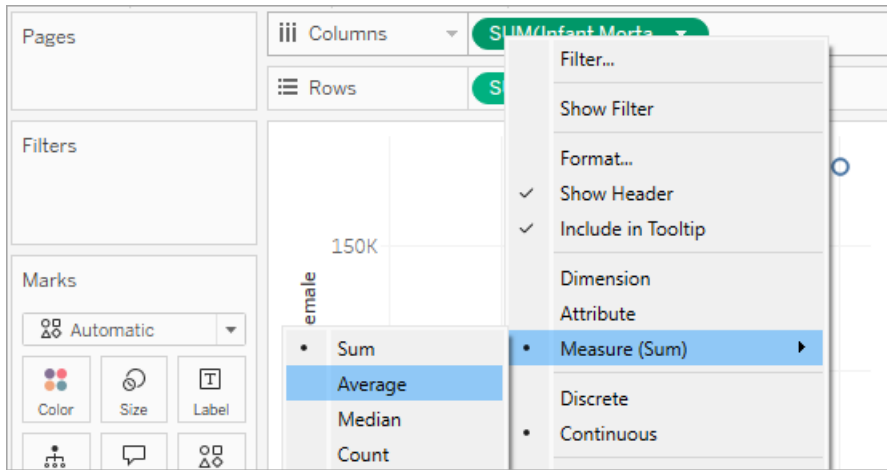 Pages
Columns
SUM(Infant Morta..
Rows
Filters
Marks
Automatic
Color
Size
Label
150K
emale
Filter...
Show Filter
Format...
Show Header
Include in Tooltip
Dimension
Attribute
Measure (Sum)
Discrete
Continuous
Sum
Average
Median
Count